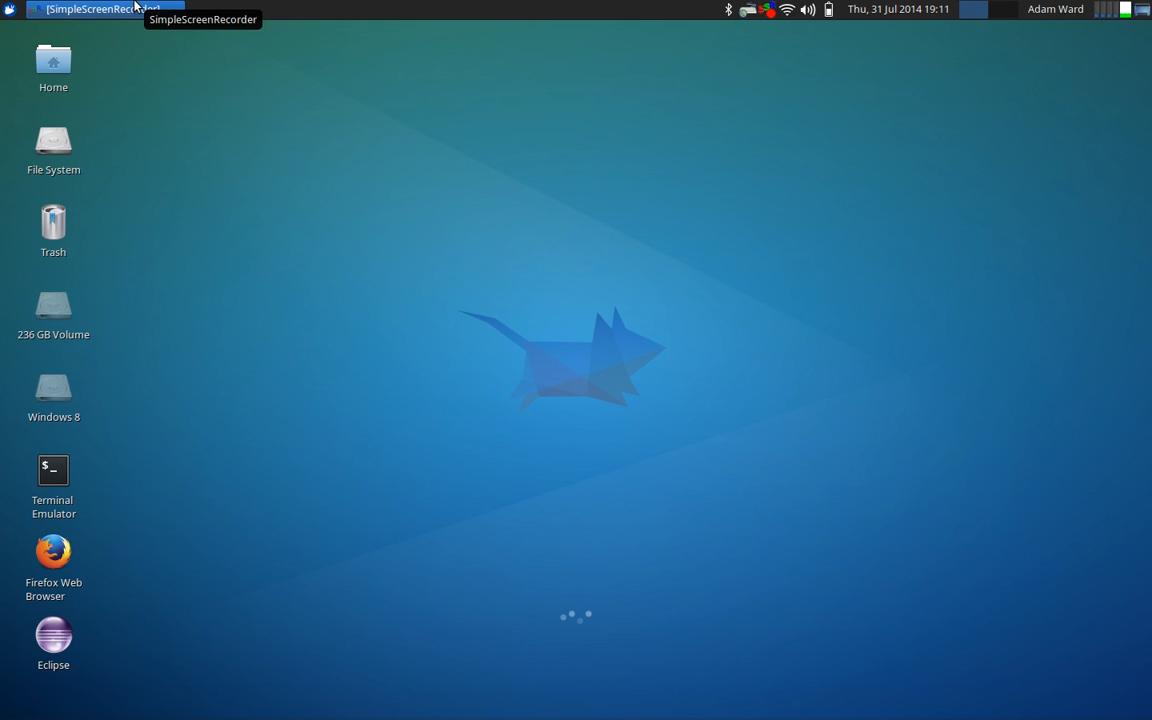 [SimpleScreenRecorder]
SimpleScreenRecorder
Thu, 31 Jul 2014 19:11
Adam Ward
Home
File System
Trash
236 GB Volume
Windows 8
$_
Terminal
Emulator
Firefox Web
Browser
Eclipse